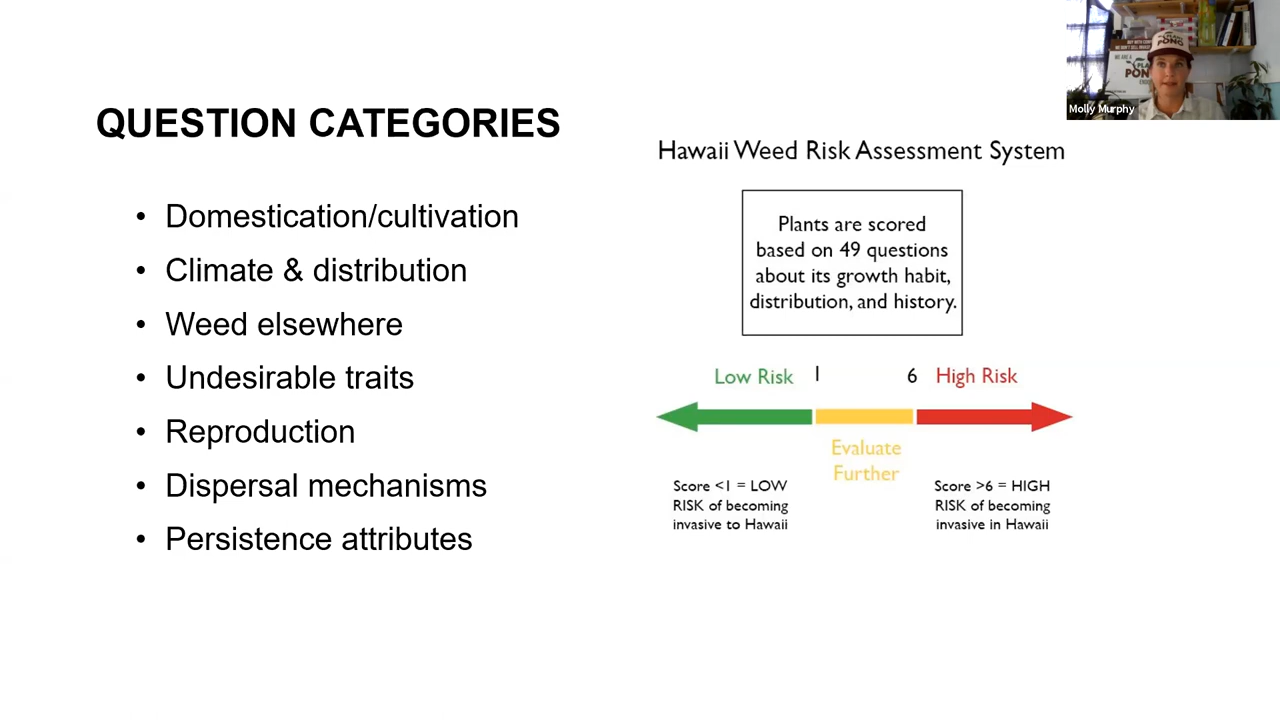 QUESTION CATEGORIES
• Domestication/cultivation
• Climate & distribution
• Weed elsewhere
• Undesirable traits
• Reproduction
• Dispersal mechanisms
• Persistence attributes
Hawaii Weed Risk Assessment System
Plants are scored
based on 49 questions
about its growth habit,
distribution, and history.
Low Risk 1 6 High Risk
Evaluate
Further
Score <1 = LOW
RISK of becoming
invasive to Hawaii
Score >6 = HIGH
RISK of becoming
invasive in Hawaii
PONO
PON
Molly Murphy